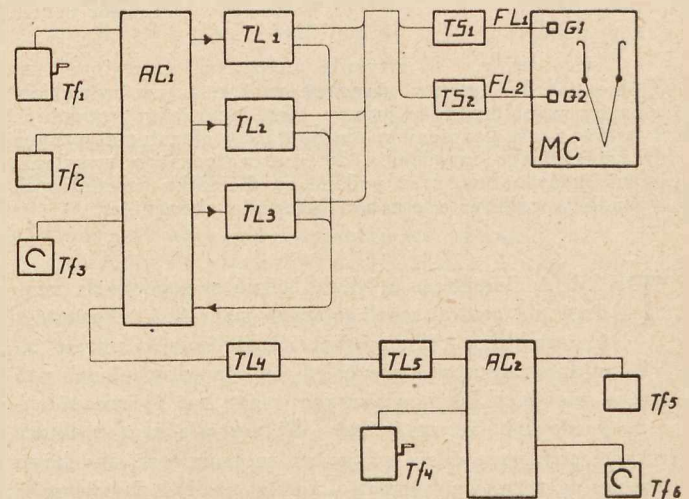 AC1
Tf1
Tf2
Tf3
TL1
TL2
TL3
TS1
TS2
FL1
FL2
G1
G2
MC
TL4
TL5
AC2
Tf4
Tf5
Tf6